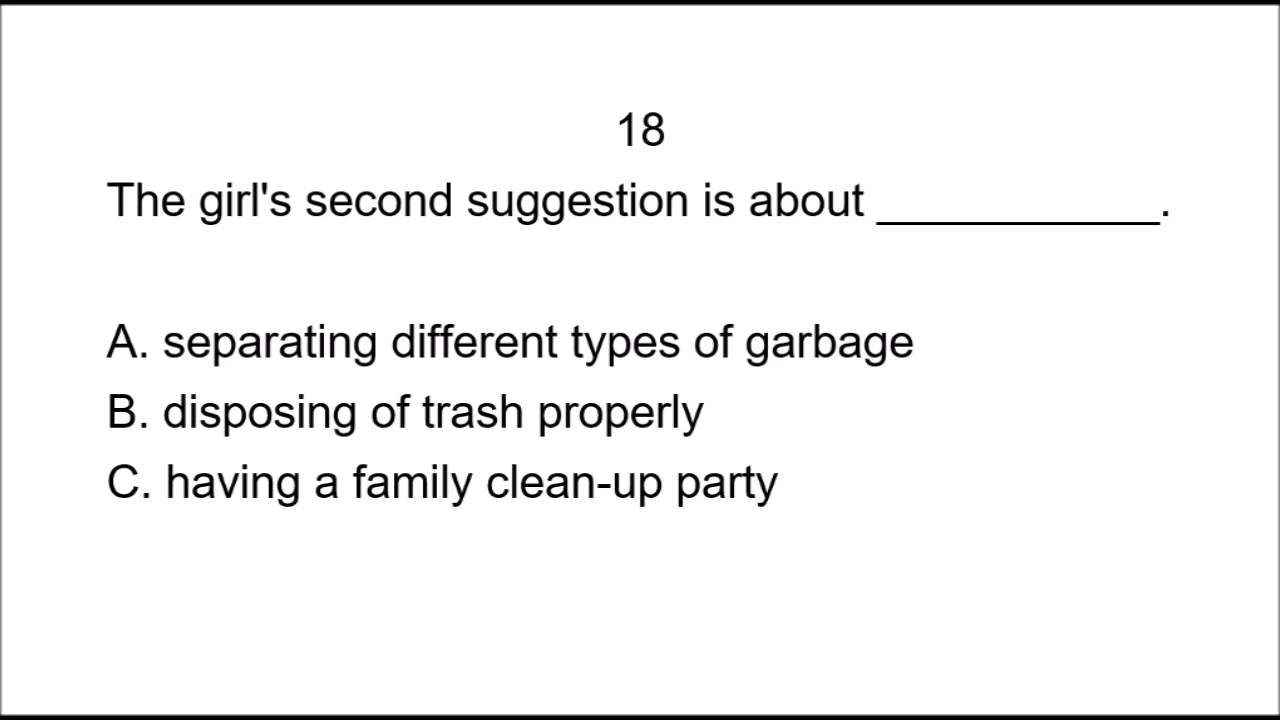 18
The girl's second suggestion is about ____________.
A. separating different types of garbage
B. disposing of trash properly
C. having a family clean-up party